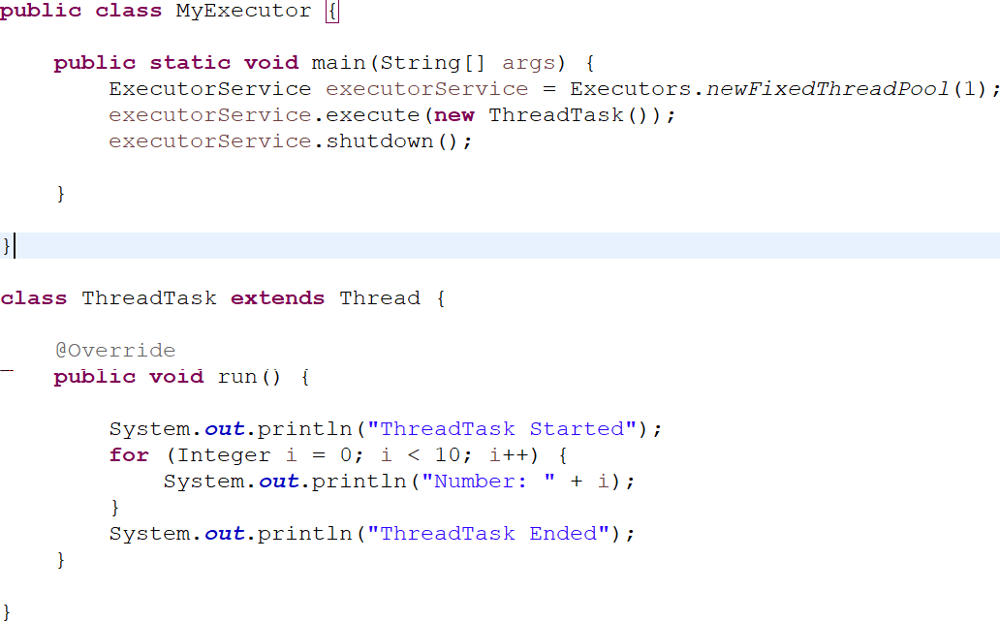 public class MyExecutor {
public static void main(String[] args) {
ExecutorService executorService = Executors.newFixedThreadPool(1);
executorService.execute(new ThreadTask());
executorService.shutdown();
}
}
class ThreadTask extends Thread {
@Override
public void run() {
System.out.println("ThreadTask Started");
for (Integer i = 0; i < 10; i++) {
System.out.println("Number: " + i);
}
System.out.println("ThreadTask Ended");
}
}